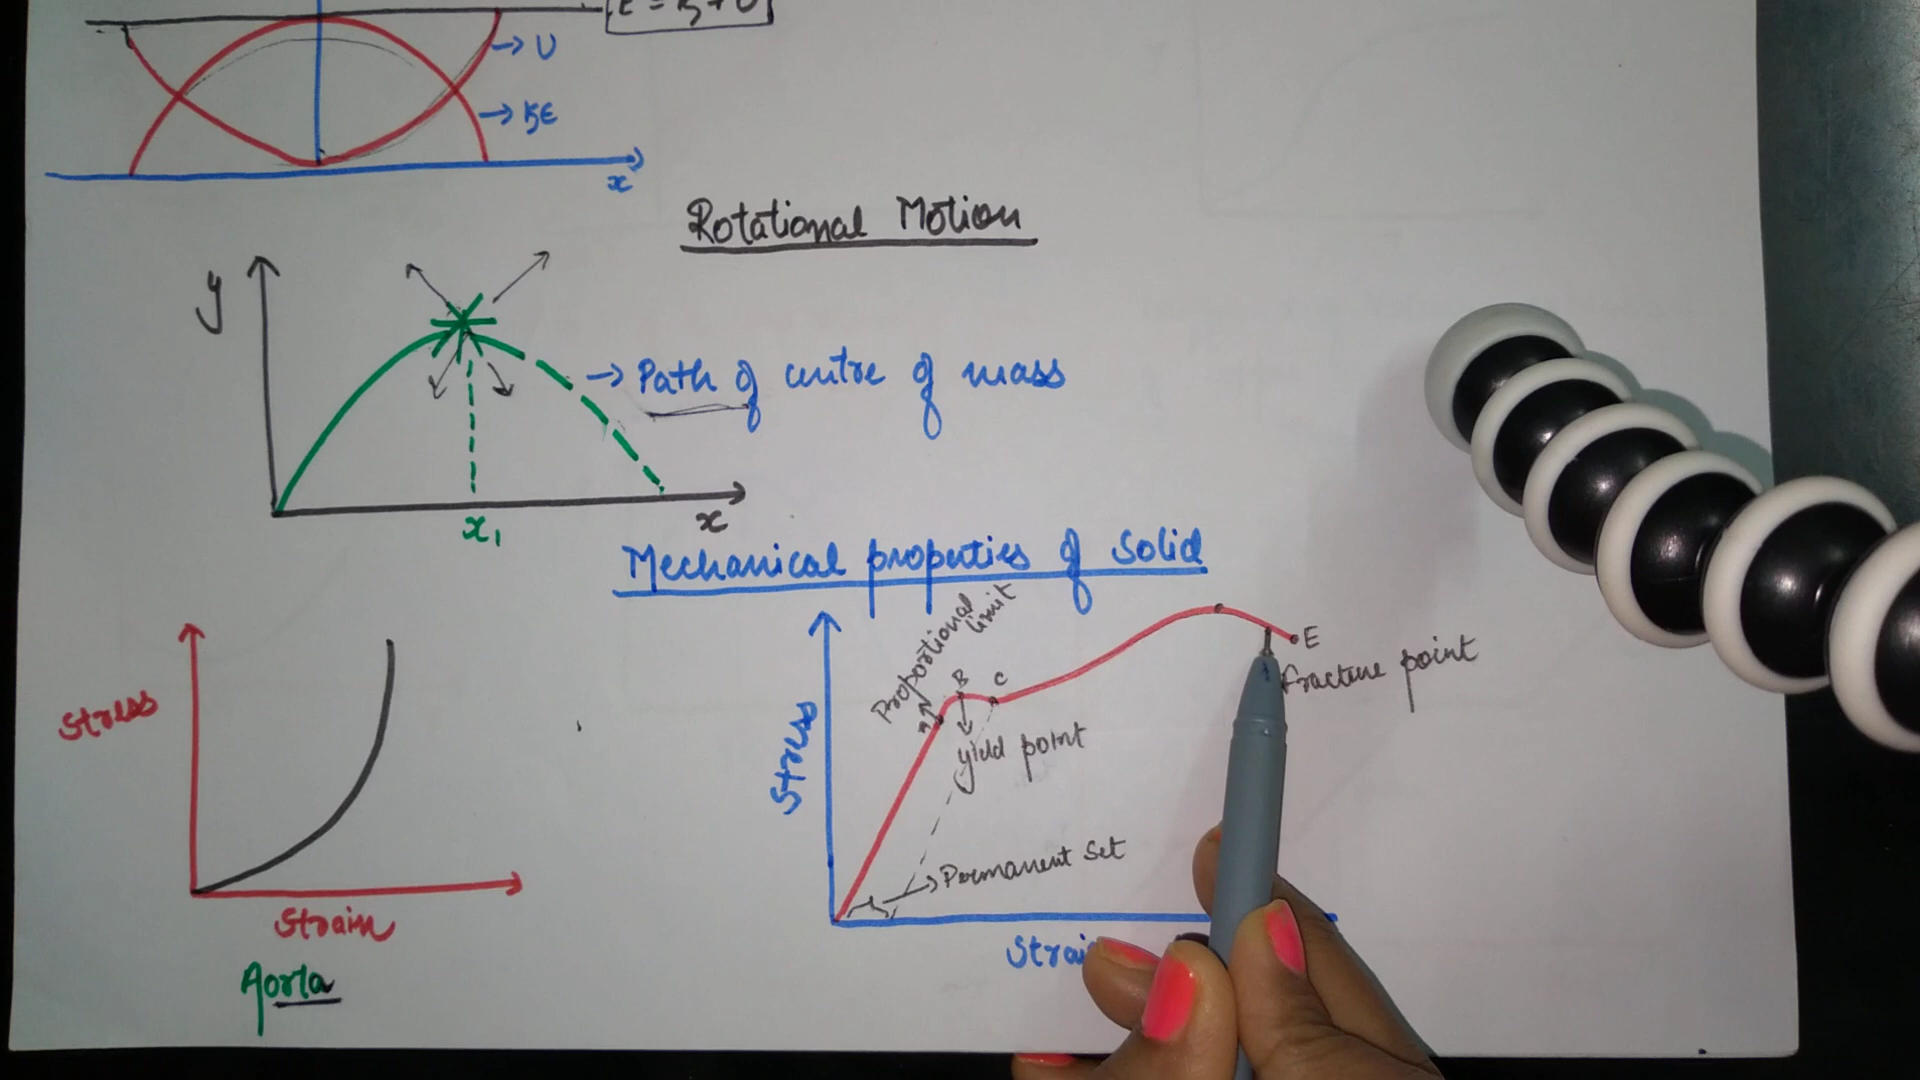 E = K + U
→ U
→ KE
x
Rotational Motion
y
→ Path of centre of mass
x₁
x
Mechanical properties of Solid
Stress
Strain
Aorta
Proportional
limit
B
C
E
Fracture point
yield point
Stress
→ Permanent Set
Strai